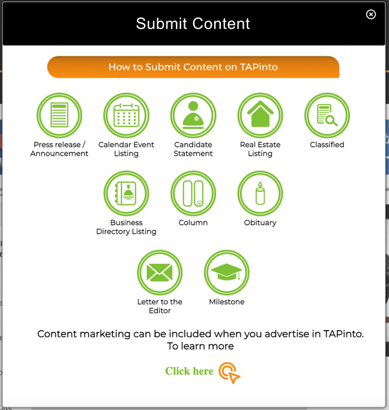 Submit Content
How to Submit Content on TAPinto
Press release /
Announcement
Calendar Event
Listing
Candidate
Statement
Real Estate
Listing
Classified
Business
Directory Listing
Column
Obituary
Letter to the
Editor
Milestone
Content marketing can be included when you advertise in TAPinto.
To learn more
Click here